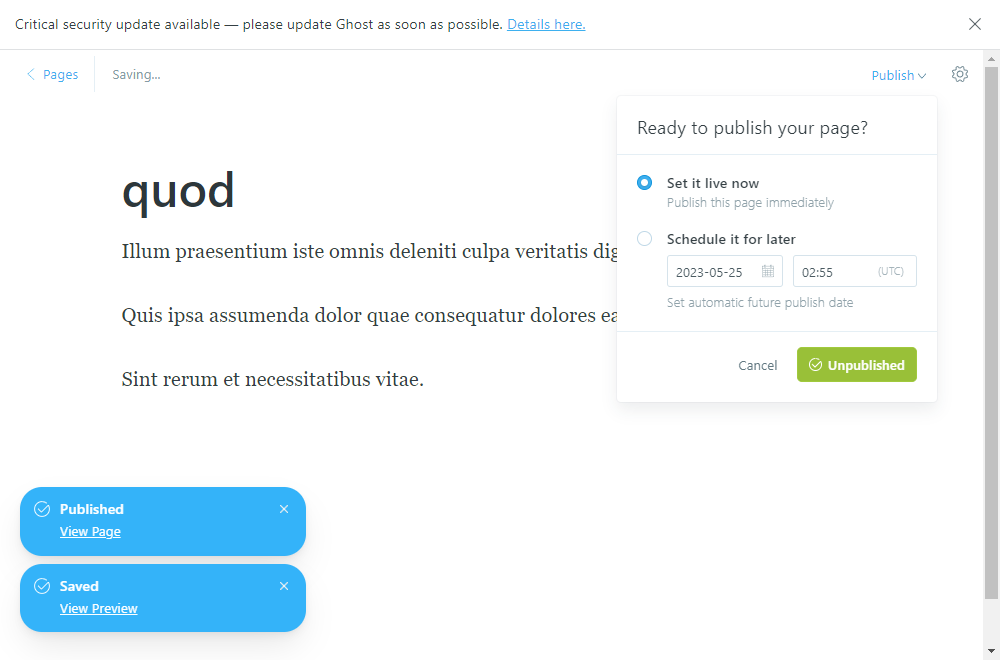 Critical security update available — please update Ghost as soon as possible. Details here.
Pages
Saving...
Publish
Ready to publish your page?
Set it live now
Publish this page immediately
Schedule it for later
2023-05-25
02:55
(UTC)
Set automatic future publish date
Cancel
Unpublished
quod
Illum praesentium iste omnis deleniti culpa veritatis dig
Quis ipsa assumenda dolor quae consequatur dolores ea
Sint rerum et necessitatibus vitae.
Published
View Page
Saved
View Preview